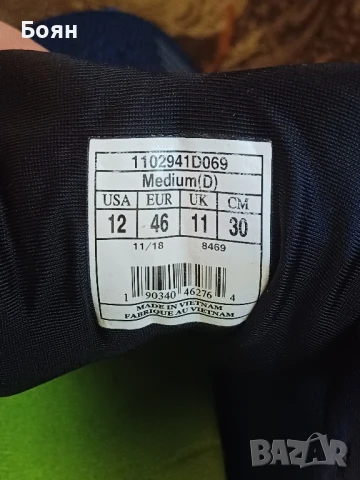 Боян
1102941D069
Medium(D)
USA EUR UK CM
12 46 11 30
11/18 8469
1 90340 46276 4
MADE IN VIETNAM
FABRIQUE AU VIETNAM
BAZAR